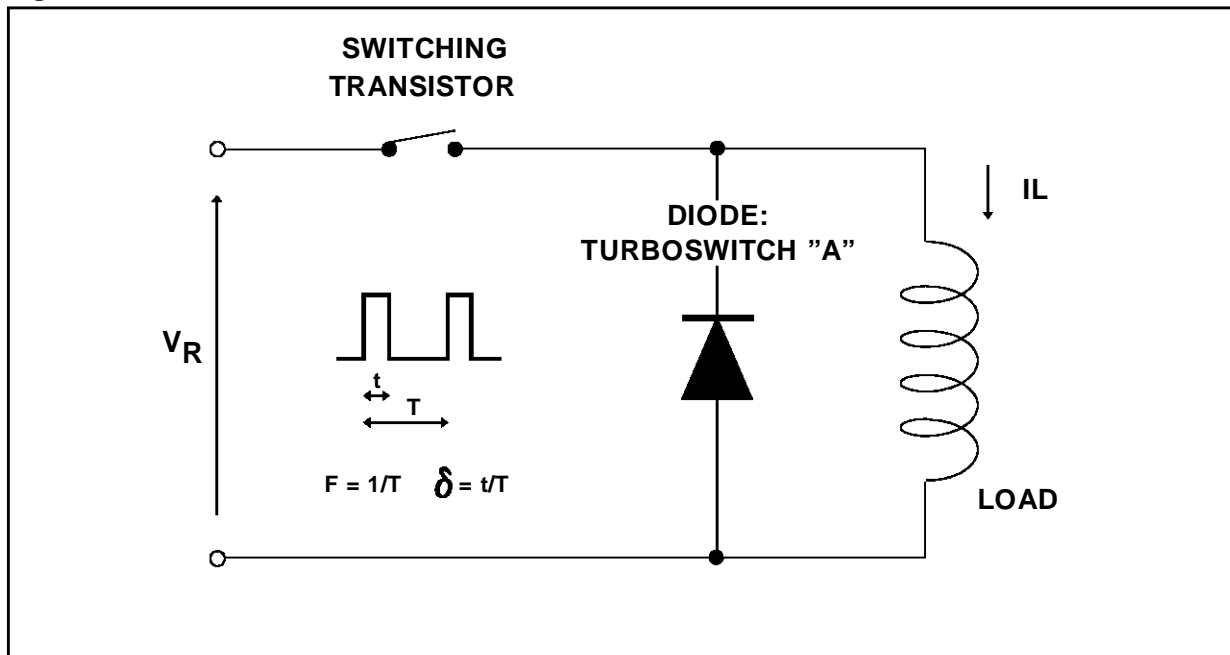 SWITCHING
TRANSISTOR
IL
DIODE:
TURBOSWITCH ”A”
VR
t
T
F = 1/T δ = t/T
LOAD